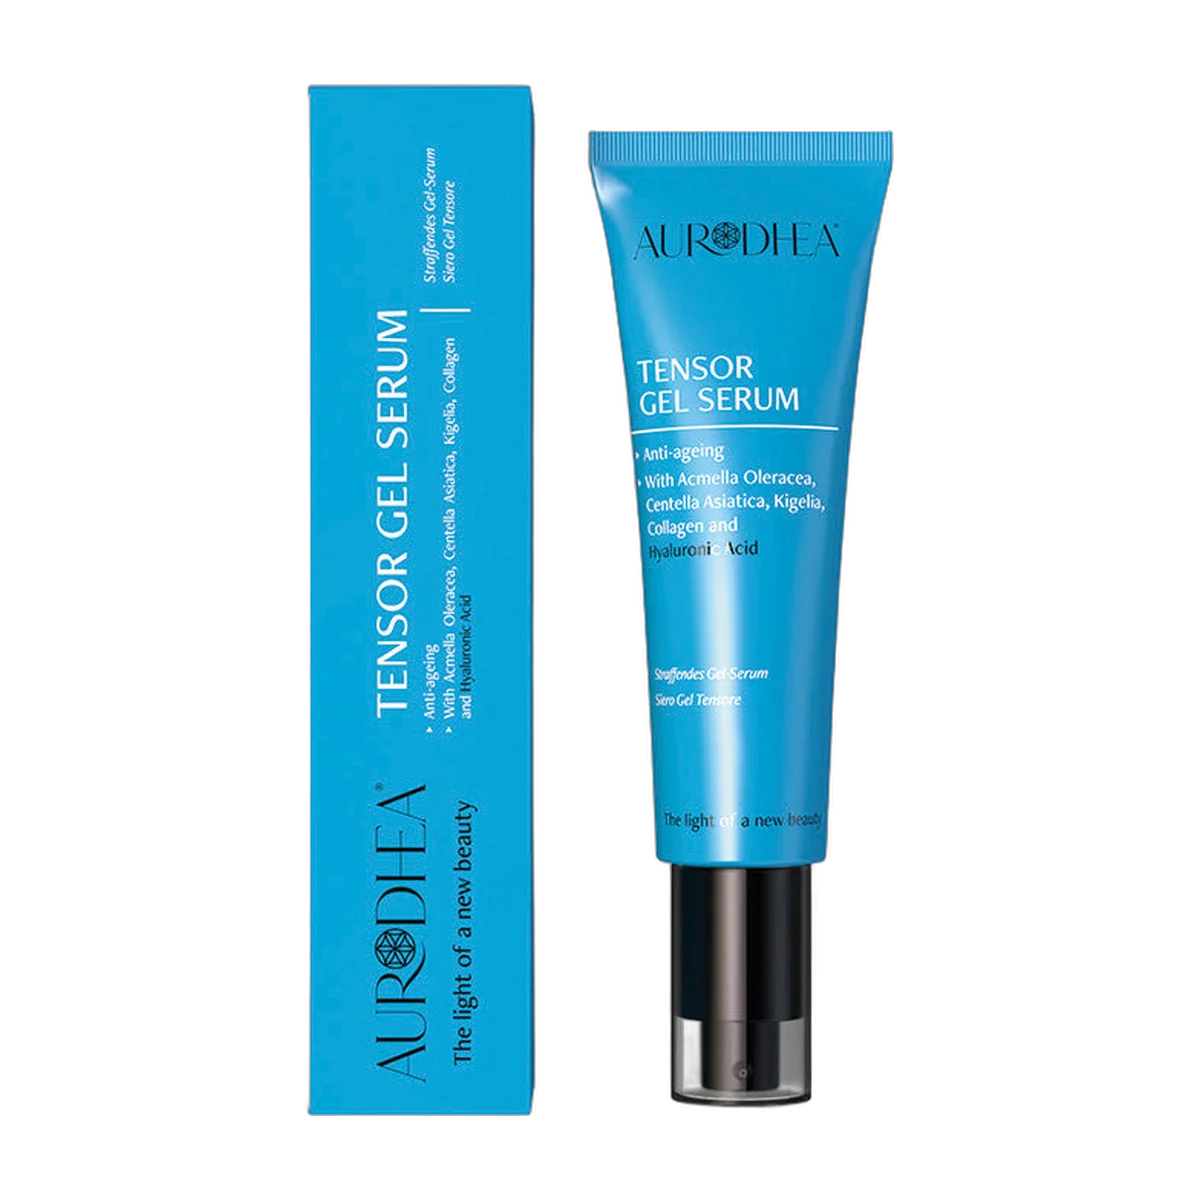 AURODHEA®
The light of a new beauty
TENSOR GEL SERUM
▸ Anti-ageing
▸ With Acmella Oleracea, Centella Asiatica, Kigelia, Collagen
and Hyaluronic Acid
Straffendes Gel-Serum
Siero Gel Tensore
AURODHEA®
TENSOR
GEL SERUM
▸ Anti-ageing
▸ With Acmella Oleracea,
Centella Asiatica, Kigelia,
Collagen and
Hyaluronic Acid
Straffendes Gel-Serum
Siero Gel Tensore
The light of a new beauty